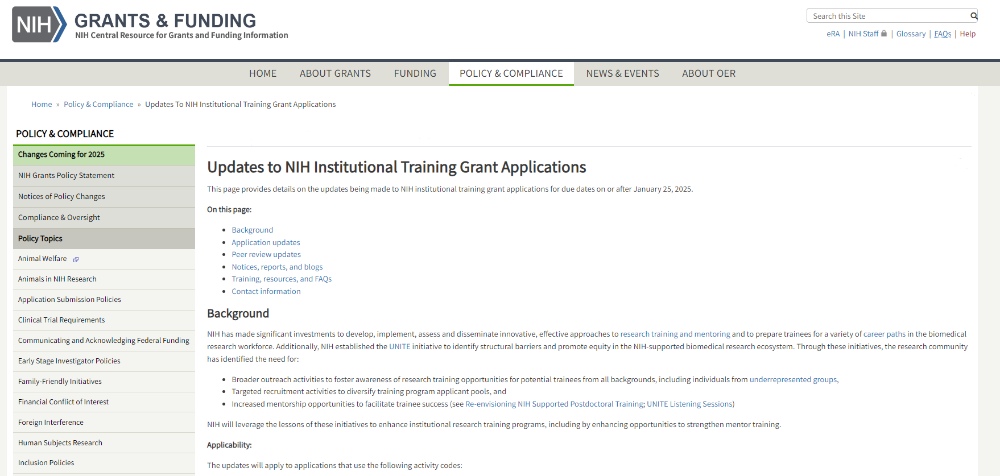 NIH GRANTS & FUNDING
NIH Central Resource for Grants and Funding Information
Search this Site
eRA | NIH Staff | Glossary | FAQs | Help
HOME ABOUT GRANTS FUNDING POLICY & COMPLIANCE NEWS & EVENTS ABOUT OER
Home » Policy & Compliance » Updates To NIH Institutional Training Grant Applications
POLICY & COMPLIANCE
Changes Coming for 2025
NIH Grants Policy Statement
Notices of Policy Changes
Compliance & Oversight
Policy Topics
Animal Welfare
Animals in NIH Research
Application Submission Policies
Clinical Trial Requirements
Communicating and Acknowledging Federal Funding
Early Stage Investigator Policies
Family-Friendly Initiatives
Financial Conflict of Interest
Foreign Interference
Human Subjects Research
Inclusion Policies
Updates to NIH Institutional Training Grant Applications
This page provides details on the updates being made to NIH institutional training grant applications for due dates on or after January 25, 2025.
On this page:
Background
Application updates
Peer review updates
Notices, reports, and blogs
Training, resources, and FAQs
Contact information
Background
NIH has made significant investments to develop, implement, assess and disseminate innovative, effective approaches to research training and mentoring and to prepare trainees for a variety of career paths in the biomedical
research workforce. Additionally, NIH established the UNITE initiative to identify structural barriers and promote equity in the NIH-supported biomedical research ecosystem. Through these initiatives, the research community
has identified the need for:
Broader outreach activities to foster awareness of research training opportunities for potential trainees from all backgrounds, including individuals from underrepresented groups,
Targeted recruitment activities to diversify training program applicant pools, and
Increased mentorship opportunities to facilitate trainee success (see Re-envisioning NIH Supported Postdoctoral Training; UNITE Listening Sessions)
NIH will leverage the lessons of these initiatives to enhance institutional research training programs, including by enhancing opportunities to strengthen mentor training.
Applicability:
The updates will apply to applications that use the following activity codes: